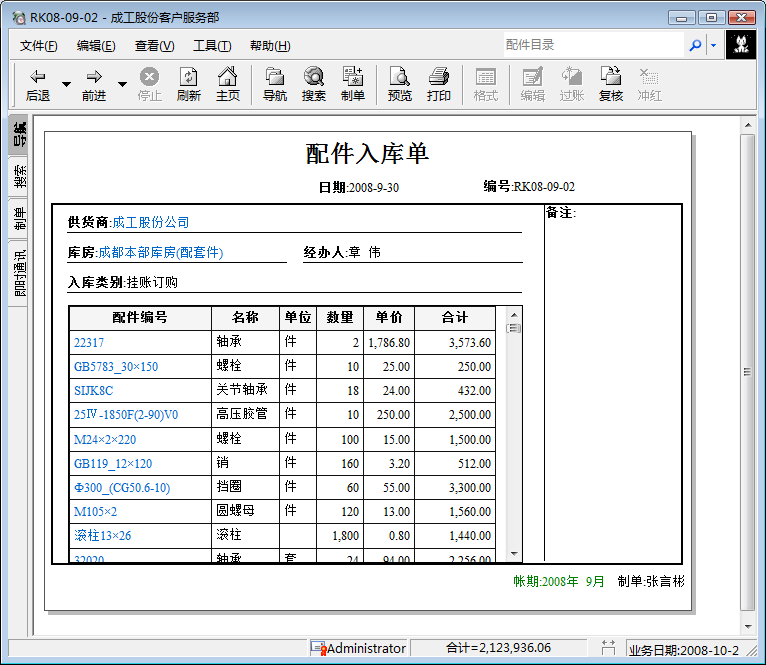 RK08-09-02 - 成工股份客户服务部
文件(F) 编辑(E) 查看(V) 工具(T) 帮助(H) 配件目录
后退 前进 停止 刷新 主页 导航 搜索 制单 预览 打印 格式 编辑 过账 复核 冲红
导航
搜索
制单
即时通讯
配件入库单
日期:2008-9-30 编号:RK08-09-02
供货商:成工股份公司 备注:
库房:成都本部库房(配套件) 经办人:章 伟
入库类别:挂账订购
配件编号 名称 单位 数量 单价 合计
22317 轴承 件 2 1,786.80 3,573.60
GB5783_30×150 螺栓 件 10 25.00 250.00
SIJK8C 关节轴承 件 18 24.00 432.00
25Ⅳ-1850F(2-90)V0 高压胶管 件 10 250.00 2,500.00
M24×2×220 螺栓 件 100 15.00 1,500.00
GB119_12×120 销 件 160 3.20 512.00
Φ300_(CG50.6-10) 挡圈 件 60 55.00 3,300.00
M105×2 圆螺母 件 120 13.00 1,560.00
滚柱13×26 滚柱 1,800 0.80 1,440.00
32020 轴承 套 24 94.00 2,256.00
帐期:2008年 9月 制单:张言彬
Administrator 合计=2,123,936.06 业务日期:2008-10-2